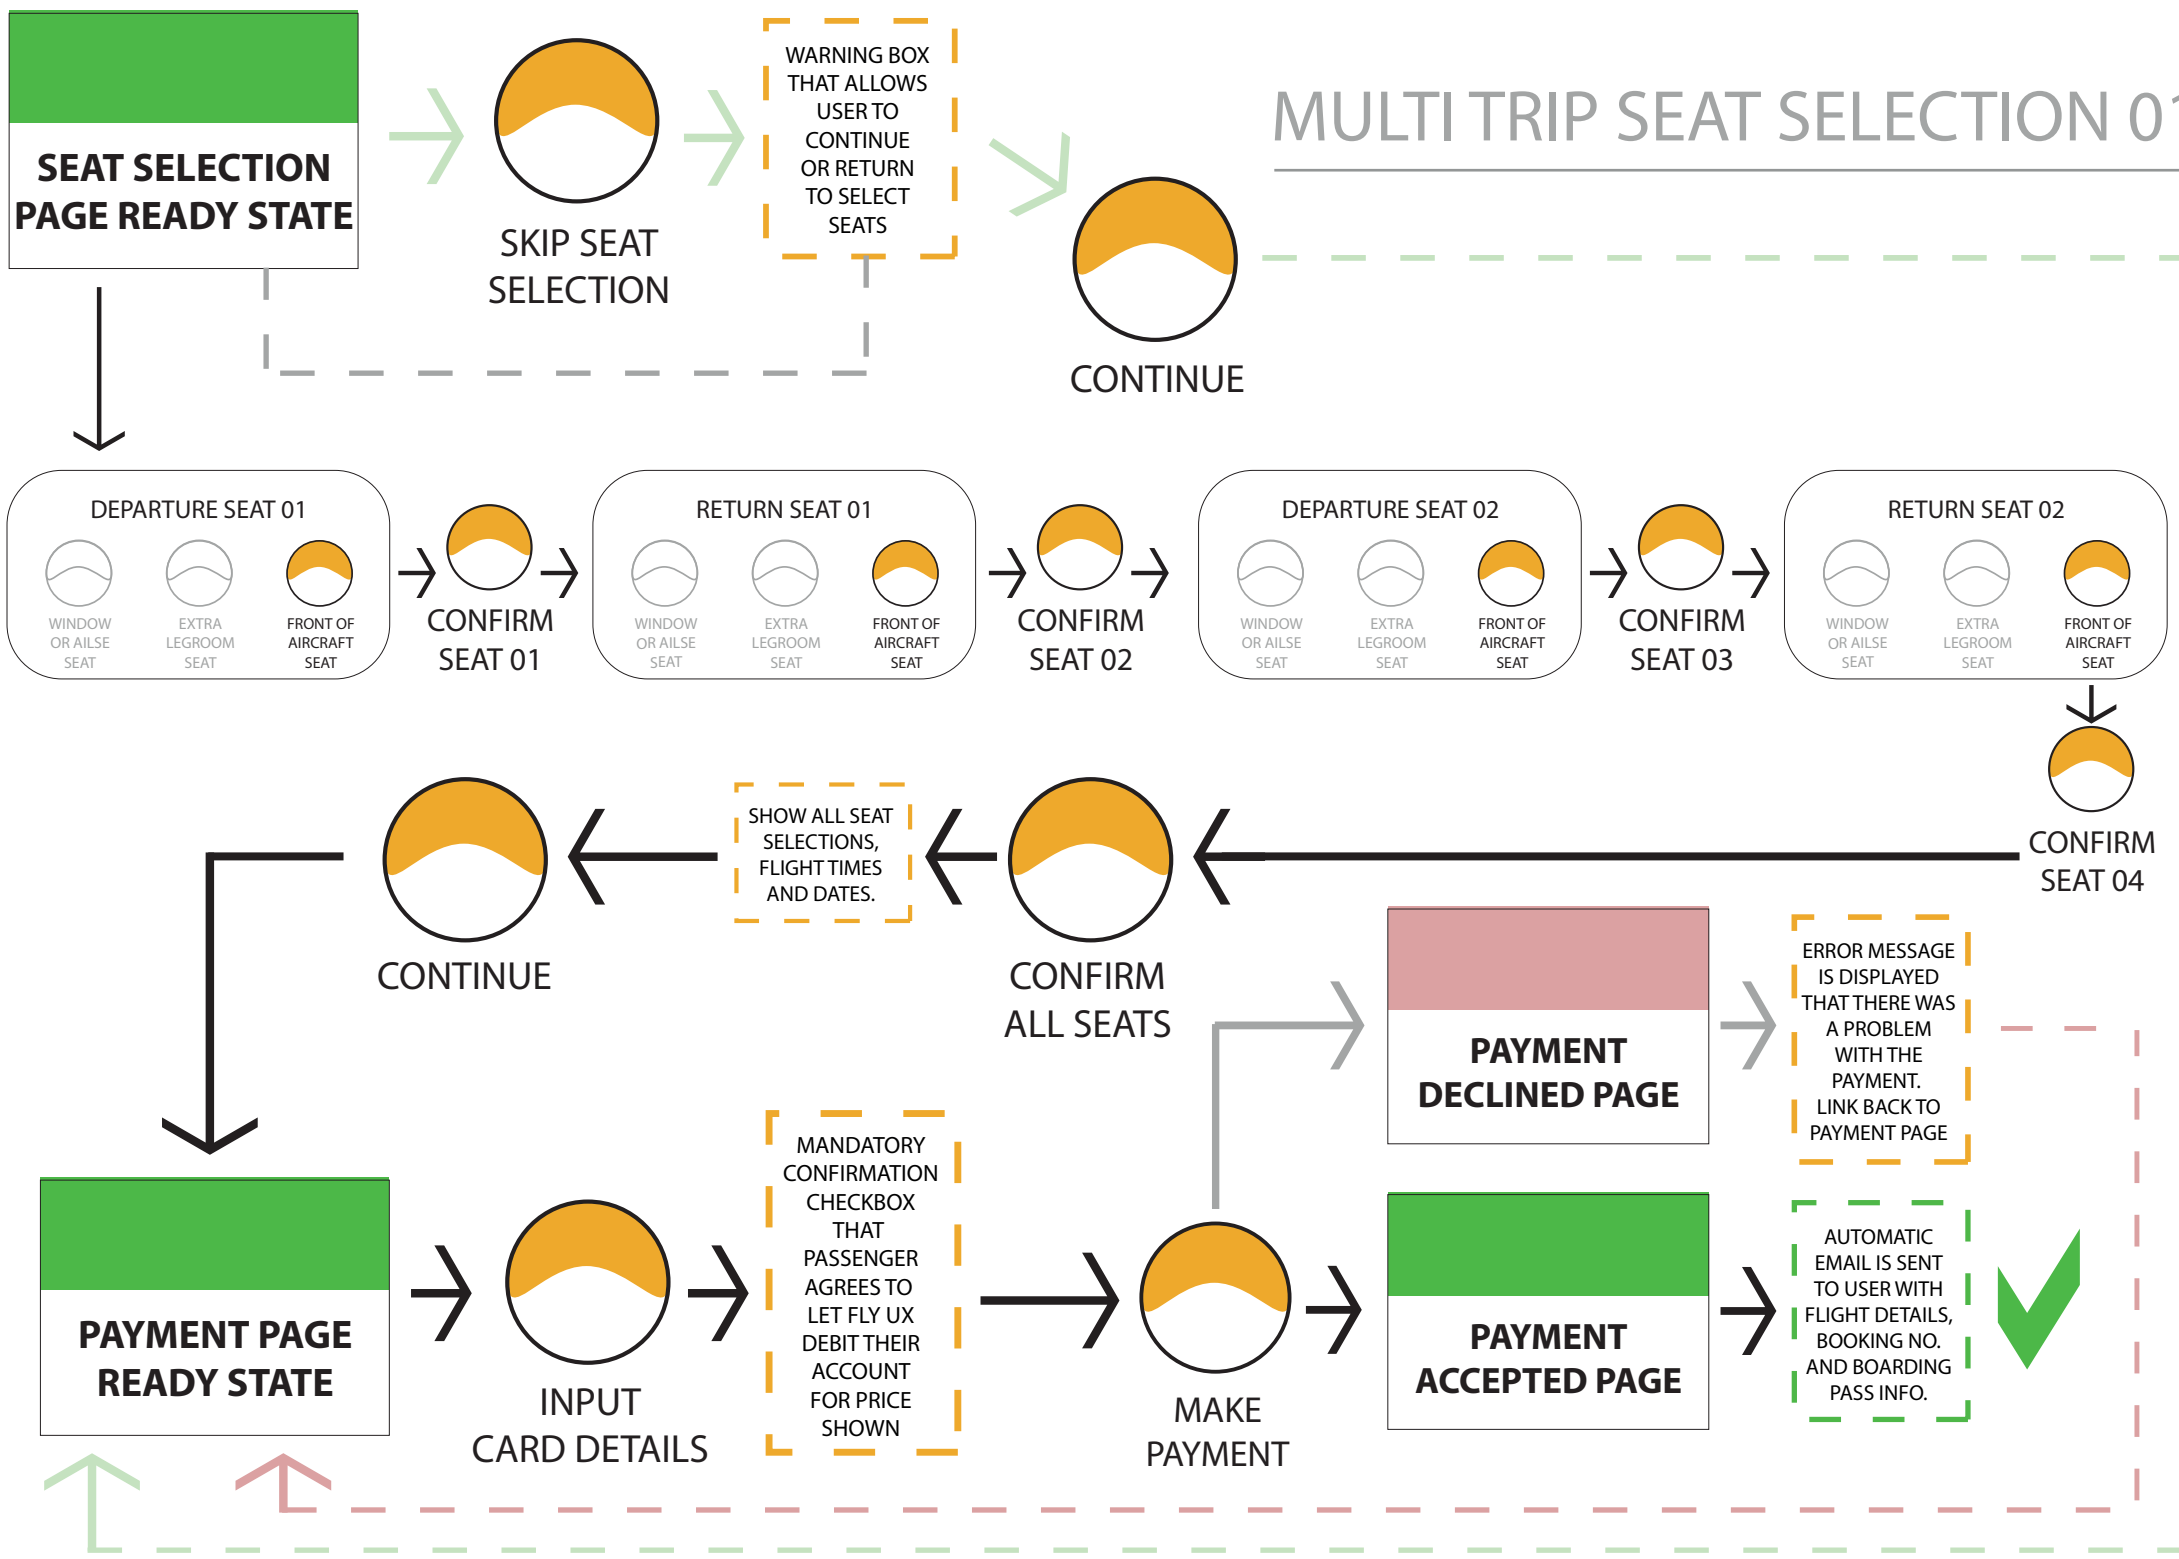 SEAT SELECTION
PAGE READY STATE
SKIP SEAT
SELECTION
WARNING BOX
THAT ALLOWS
USER TO
CONTINUE
OR RETURN
TO SELECT
SEATS
CONTINUE
MULTI TRIP SEAT SELECTION 01
DEPARTURE SEAT 01
WINDOW
OR AILSE
SEAT
EXTRA
LEGROOM
SEAT
FRONT OF
AIRCRAFT
SEAT
CONFIRM
SEAT 01
RETURN SEAT 01
WINDOW
OR AILSE
SEAT
EXTRA
LEGROOM
SEAT
FRONT OF
AIRCRAFT
SEAT
CONFIRM
SEAT 02
DEPARTURE SEAT 02
WINDOW
OR AILSE
SEAT
EXTRA
LEGROOM
SEAT
FRONT OF
AIRCRAFT
SEAT
CONFIRM
SEAT 03
RETURN SEAT 02
WINDOW
OR AILSE
SEAT
EXTRA
LEGROOM
SEAT
FRONT OF
AIRCRAFT
SEAT
CONFIRM
SEAT 04
CONFIRM
ALL SEATS
SHOW ALL SEAT
SELECTIONS,
FLIGHT TIMES
AND DATES.
CONTINUE
PAYMENT PAGE
READY STATE
INPUT
CARD DETAILS
MANDATORY
CONFIRMATION
CHECKBOX
THAT
PASSENGER
AGREES TO
LET FLY UX
DEBIT THEIR
ACCOUNT
FOR PRICE
SHOWN
MAKE
PAYMENT
PAYMENT
DECLINED PAGE
ERROR MESSAGE
IS DISPLAYED
THAT THERE WAS
A PROBLEM
WITH THE
PAYMENT.
LINK BACK TO
PAYMENT PAGE
PAYMENT
ACCEPTED PAGE
AUTOMATIC
EMAIL IS SENT
TO USER WITH
FLIGHT DETAILS,
BOOKING NO.
AND BOARDING
PASS INFO.